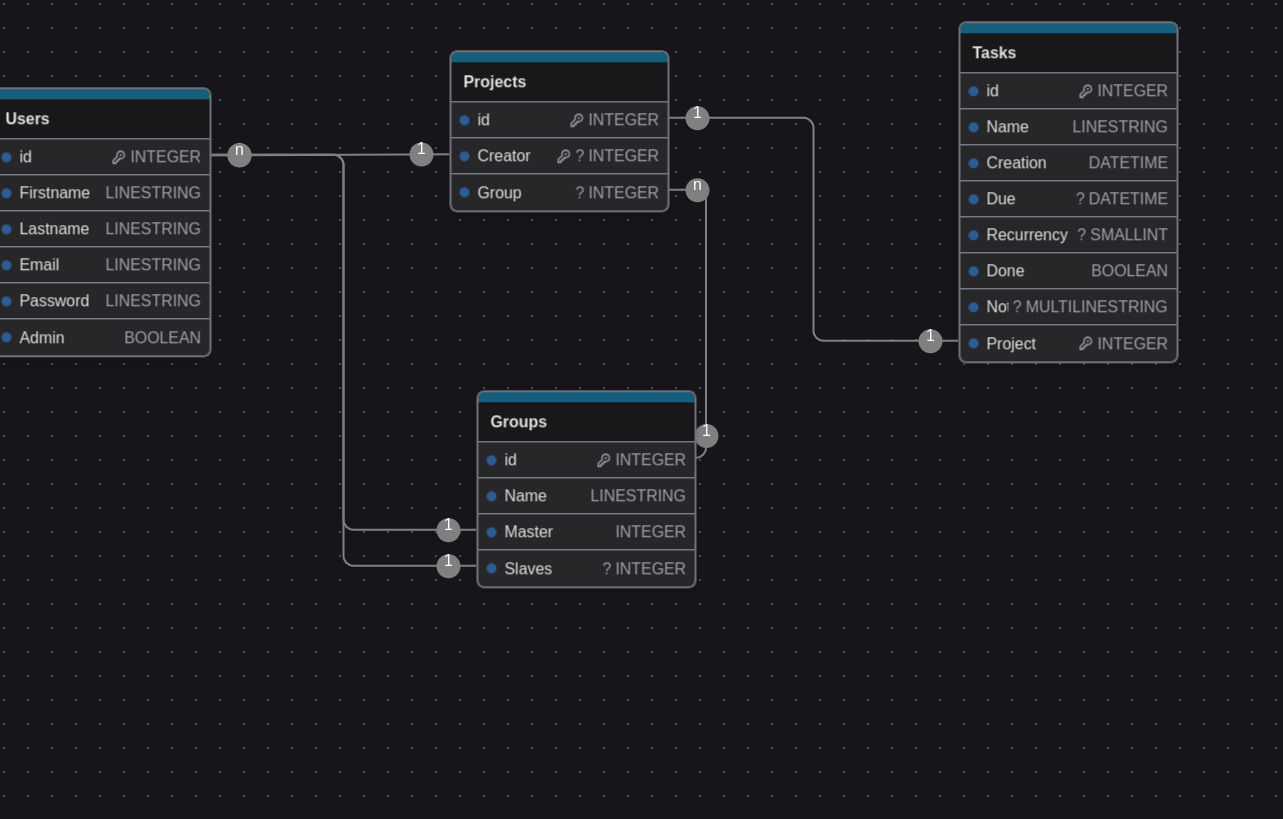 Users
id INTEGER
Firstname LINESTRING
Lastname LINESTRING
Email LINESTRING
Password LINESTRING
Admin BOOLEAN
n
1
Projects
id INTEGER
Creator ? INTEGER
Group ? INTEGER
1
n
1
Tasks
id INTEGER
Name LINESTRING
Creation DATETIME
Due ? DATETIME
Recurrency ? SMALLINT
Done BOOLEAN
No ? MULTILINESTRING
Project INTEGER
1
Groups
id INTEGER
Name LINESTRING
Master INTEGER
Slaves ? INTEGER
1
1